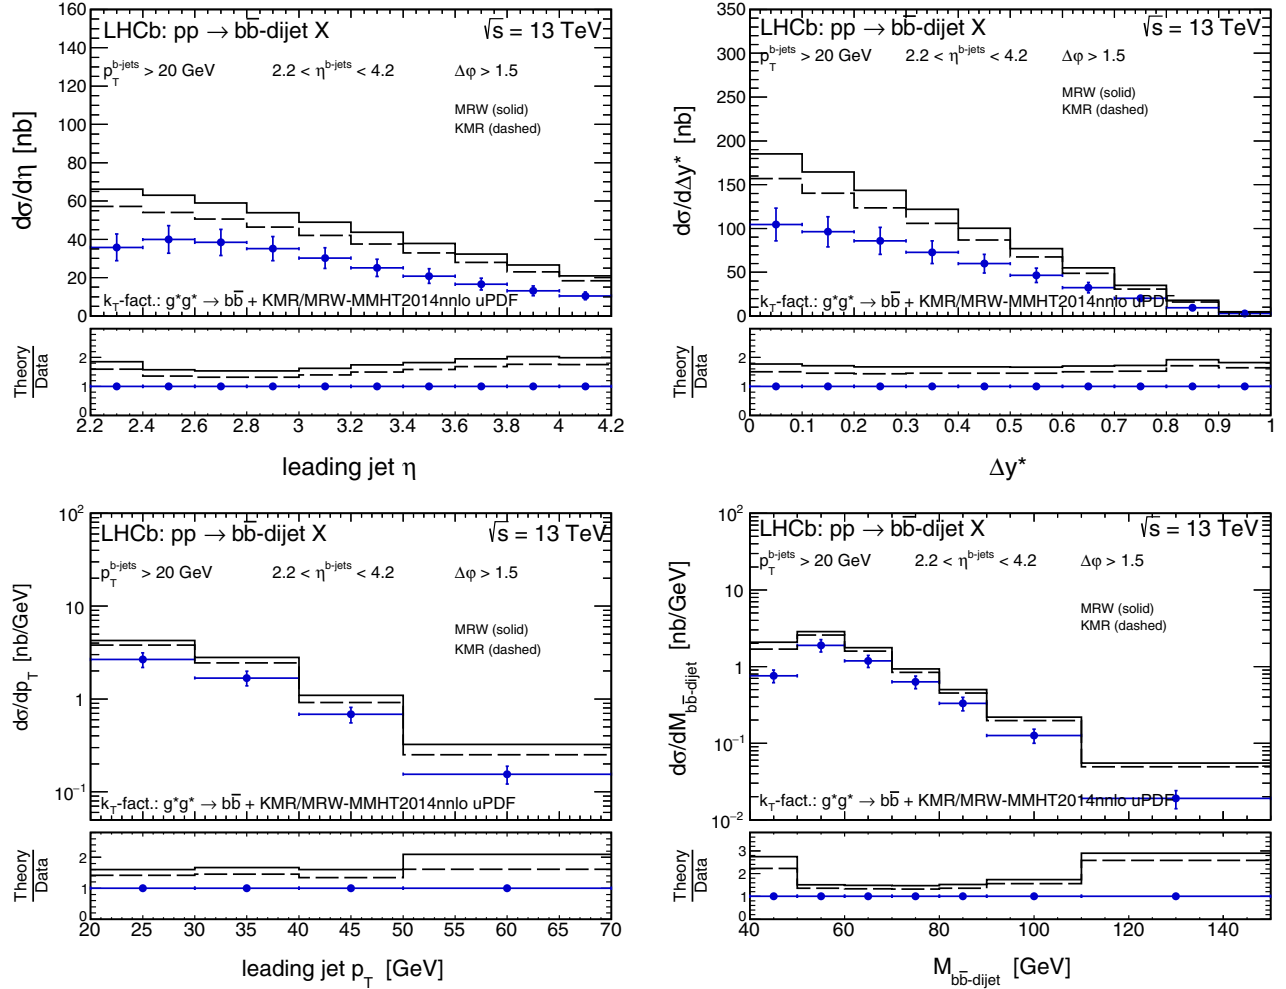 LHCb: pp → bb̄-dijet X √s = 13 TeV
p_T^{b-jets} > 20 GeV 2.2 < η^{b-jets} < 4.2 Δφ > 1.5
MRW (solid)
KMR (dashed)
k_T-fact.: g*g* → bb̄ + KMR/MRW-MMHT2014nnlo uPDF
dσ/dη [nb]
160
140
120
100
80
60
40
20
0
Theory
Data
2
1
0
2.2 2.4 2.6 2.8 3 3.2 3.4 3.6 3.8 4 4.2
leading jet η
LHCb: pp → bb̄-dijet X √s = 13 TeV
p_T^{b-jets} > 20 GeV 2.2 < η^{b-jets} < 4.2 Δφ > 1.5
MRW (solid)
KMR (dashed)
k_T-fact.: g*g* → bb̄ + KMR/MRW-MMHT2014nnlo uPDF
dσ/dΔy* [nb]
350
300
250
200
150
100
50
0
Theory
Data
2
1
0
0 0.1 0.2 0.3 0.4 0.5 0.6 0.7 0.8 0.9 1
Δy*
LHCb: pp → bb̄-dijet X √s = 13 TeV
p_T^{b-jets} > 20 GeV 2.2 < η^{b-jets} < 4.2 Δφ > 1.5
MRW (solid)
KMR (dashed)
k_T-fact.: g*g* → bb̄ + KMR/MRW-MMHT2014nnlo uPDF
dσ/dp_T [nb/GeV]
10²
10
1
10⁻¹
Theory
Data
2
1
0
20 25 30 35 40 45 50 55 60 65 70
leading jet p_T [GeV]
LHCb: pp → bb̄-dijet X √s = 13 TeV
p_T^{b-jets} > 20 GeV 2.2 < η^{b-jets} < 4.2 Δφ > 1.5
MRW (solid)
KMR (dashed)
k_T-fact.: g*g* → bb̄ + KMR/MRW-MMHT2014nnlo uPDF
dσ/dM_{bb̄-dijet} [nb/GeV]
10²
10
1
10⁻¹
10⁻²
Theory
Data
3
2
1
0
40 60 80 100 120 140
M_{bb̄-dijet} [GeV]